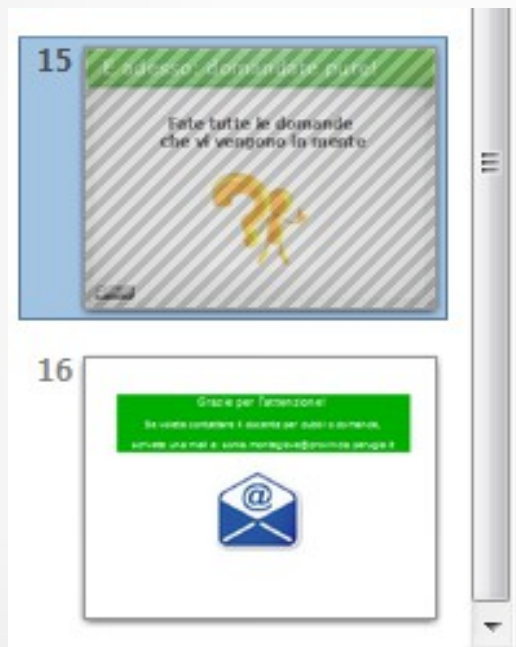 15
E adesso: domandate pure!
Fate tutte le domande
che vi vengono in mente
16
Grazie per l'attenzione!
Se volete contattare il docente per dubbi o domande,
scrivete una mail a: